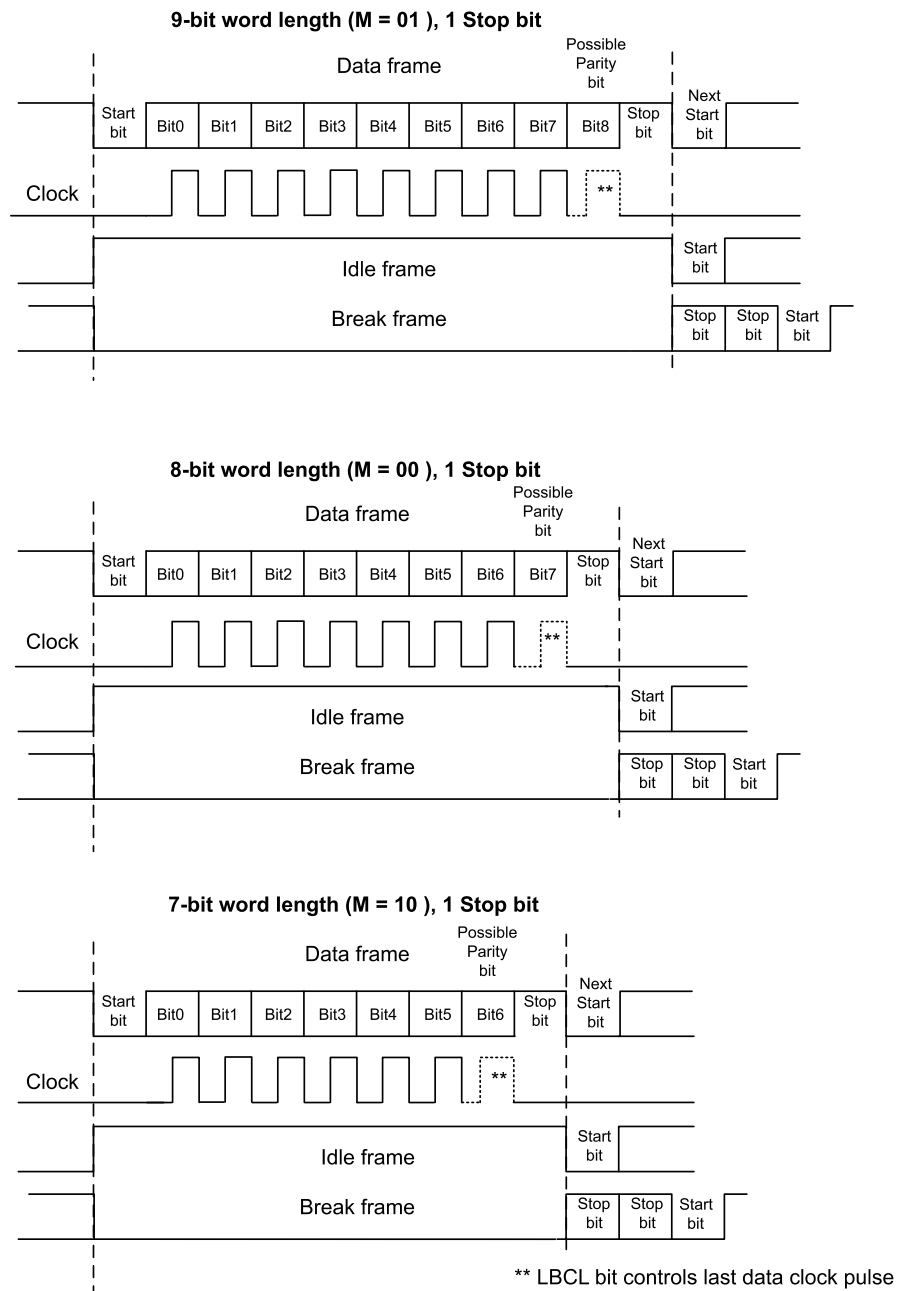 9-bit word length (M = 01 ), 1 Stop bit
Data frame
Possible
Parity
bit
Start
bit
Bit0
Bit1
Bit2
Bit3
Bit4
Bit5
Bit6
Bit7
Bit8
Stop
bit
Next
Start
bit
Clock
**
Idle frame
Start
bit
Break frame
Stop
bit
Stop
bit
Start
bit
8-bit word length (M = 00 ), 1 Stop bit
Data frame
Possible
Parity
bit
Start
bit
Bit0
Bit1
Bit2
Bit3
Bit4
Bit5
Bit6
Bit7
Stop
bit
Next
Start
bit
Clock
**
Idle frame
Start
bit
Break frame
Stop
bit
Stop
bit
Start
bit
7-bit word length (M = 10 ), 1 Stop bit
Data frame
Possible
Parity
bit
Start
bit
Bit0
Bit1
Bit2
Bit3
Bit4
Bit5
Bit6
Stop
bit
Next
Start
bit
Clock
**
Idle frame
Start
bit
Break frame
Stop
bit
Stop
bit
Start
bit
** LBCL bit controls last data clock pulse